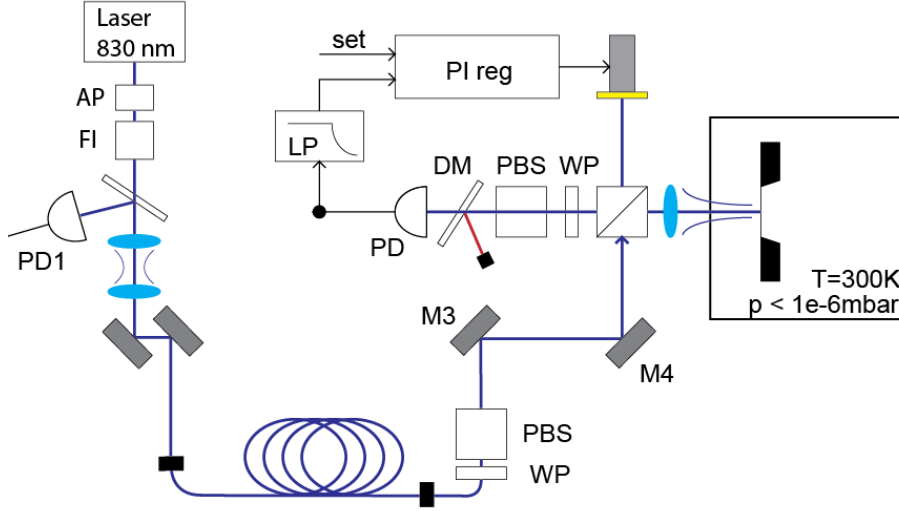 Laser
830 nm
AP
FI
PD1
set
PI reg
LP
DM
PBS
WP
PD
T=300K
p < 1e-6mbar
M3
M4
PBS
WP